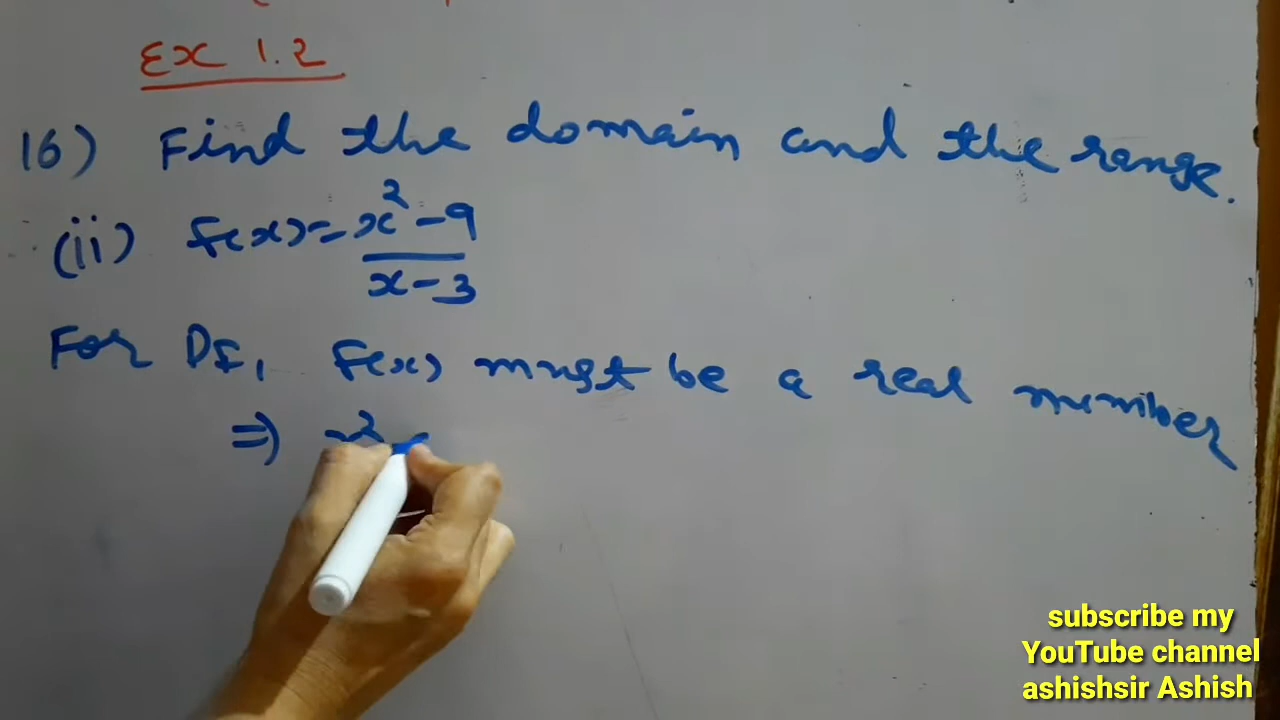 Ex 1.2
16) Find the domain and the range.
(ii) f(x)= x²-9
x-3
For Df, f(x) must be a real number
⇒ x²
subscribe my
YouTube channel
ashishsir Ashish